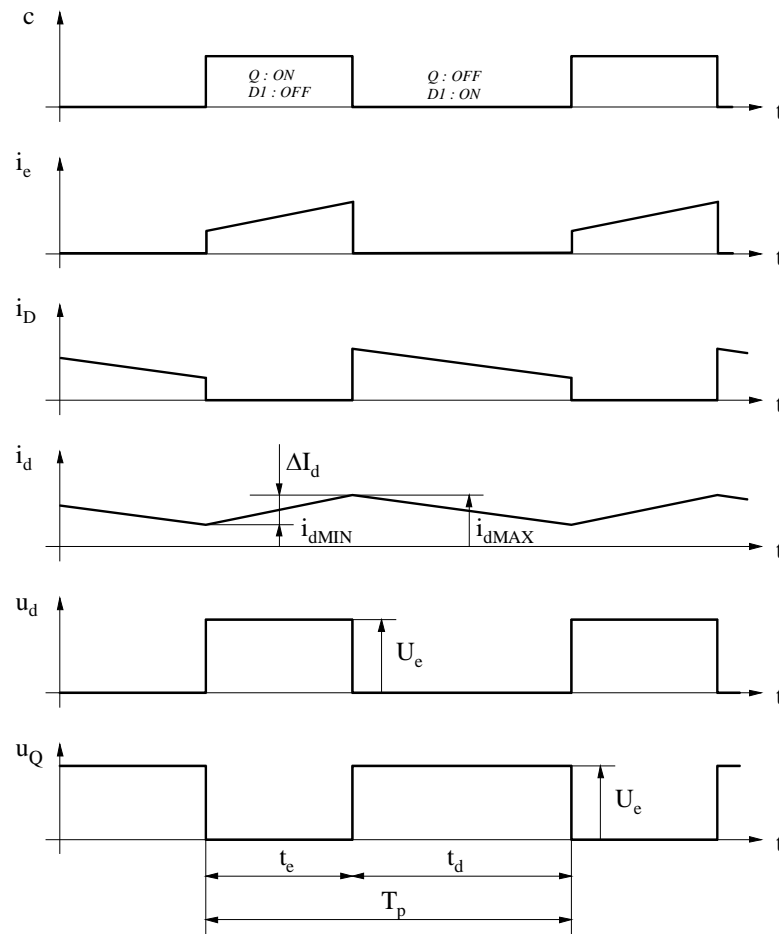 c
Q : ON
D1 : OFF
Q : OFF
D1 : ON
t
i_e
t
i_D
t
i_d
ΔI_d
i_dMIN
i_dMAX
t
u_d
U_e
t
u_Q
U_e
t
t_e
t_d
T_p